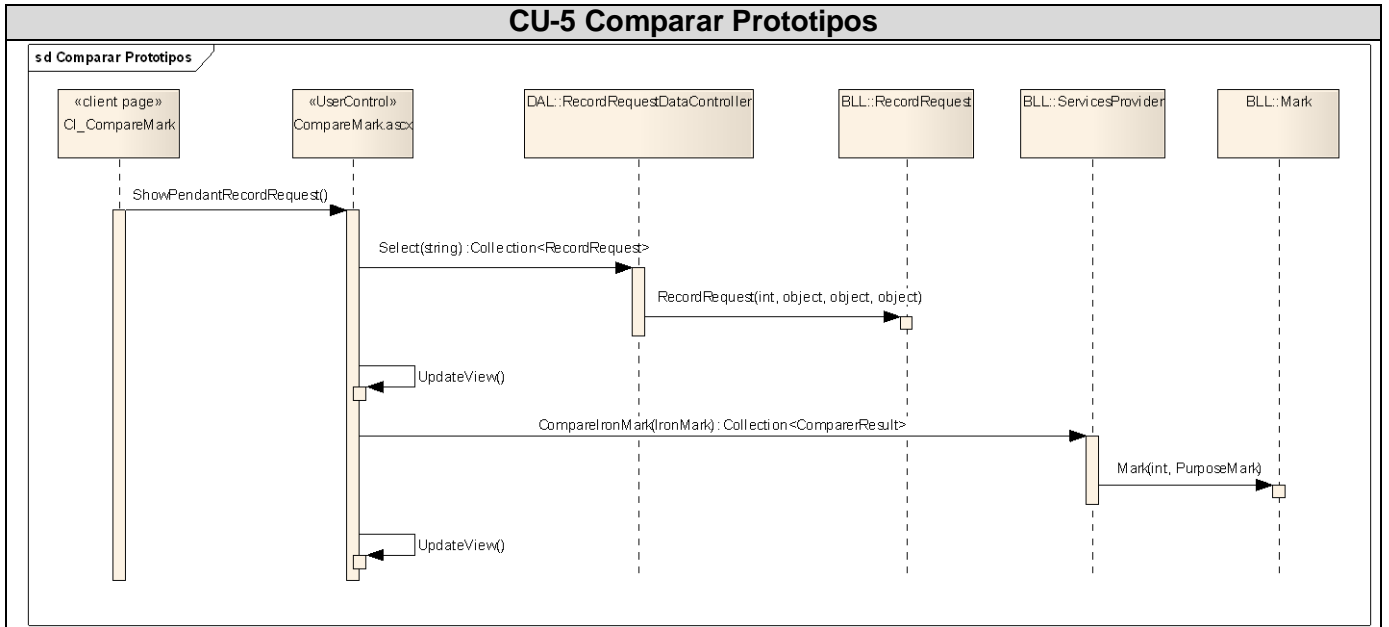 CU-5 Comparar Prototipos
sd Comparar Prototipos
«client page»
CI_CompareMark
«UserControl»
CompareMark.ascx
DAL::RecordRequestDataController
BLL::RecordRequest
BLL::ServicesProvider
BLL::Mark
ShowPendantRecordRequest()
Select(string) :Collection<RecordRequest>
RecordRequest(int, object, object, object)
UpdateView()
CompareIronMark(IronMark) : Collection<ComparerResult>
Mark(int, PurposeMark)
UpdateView()